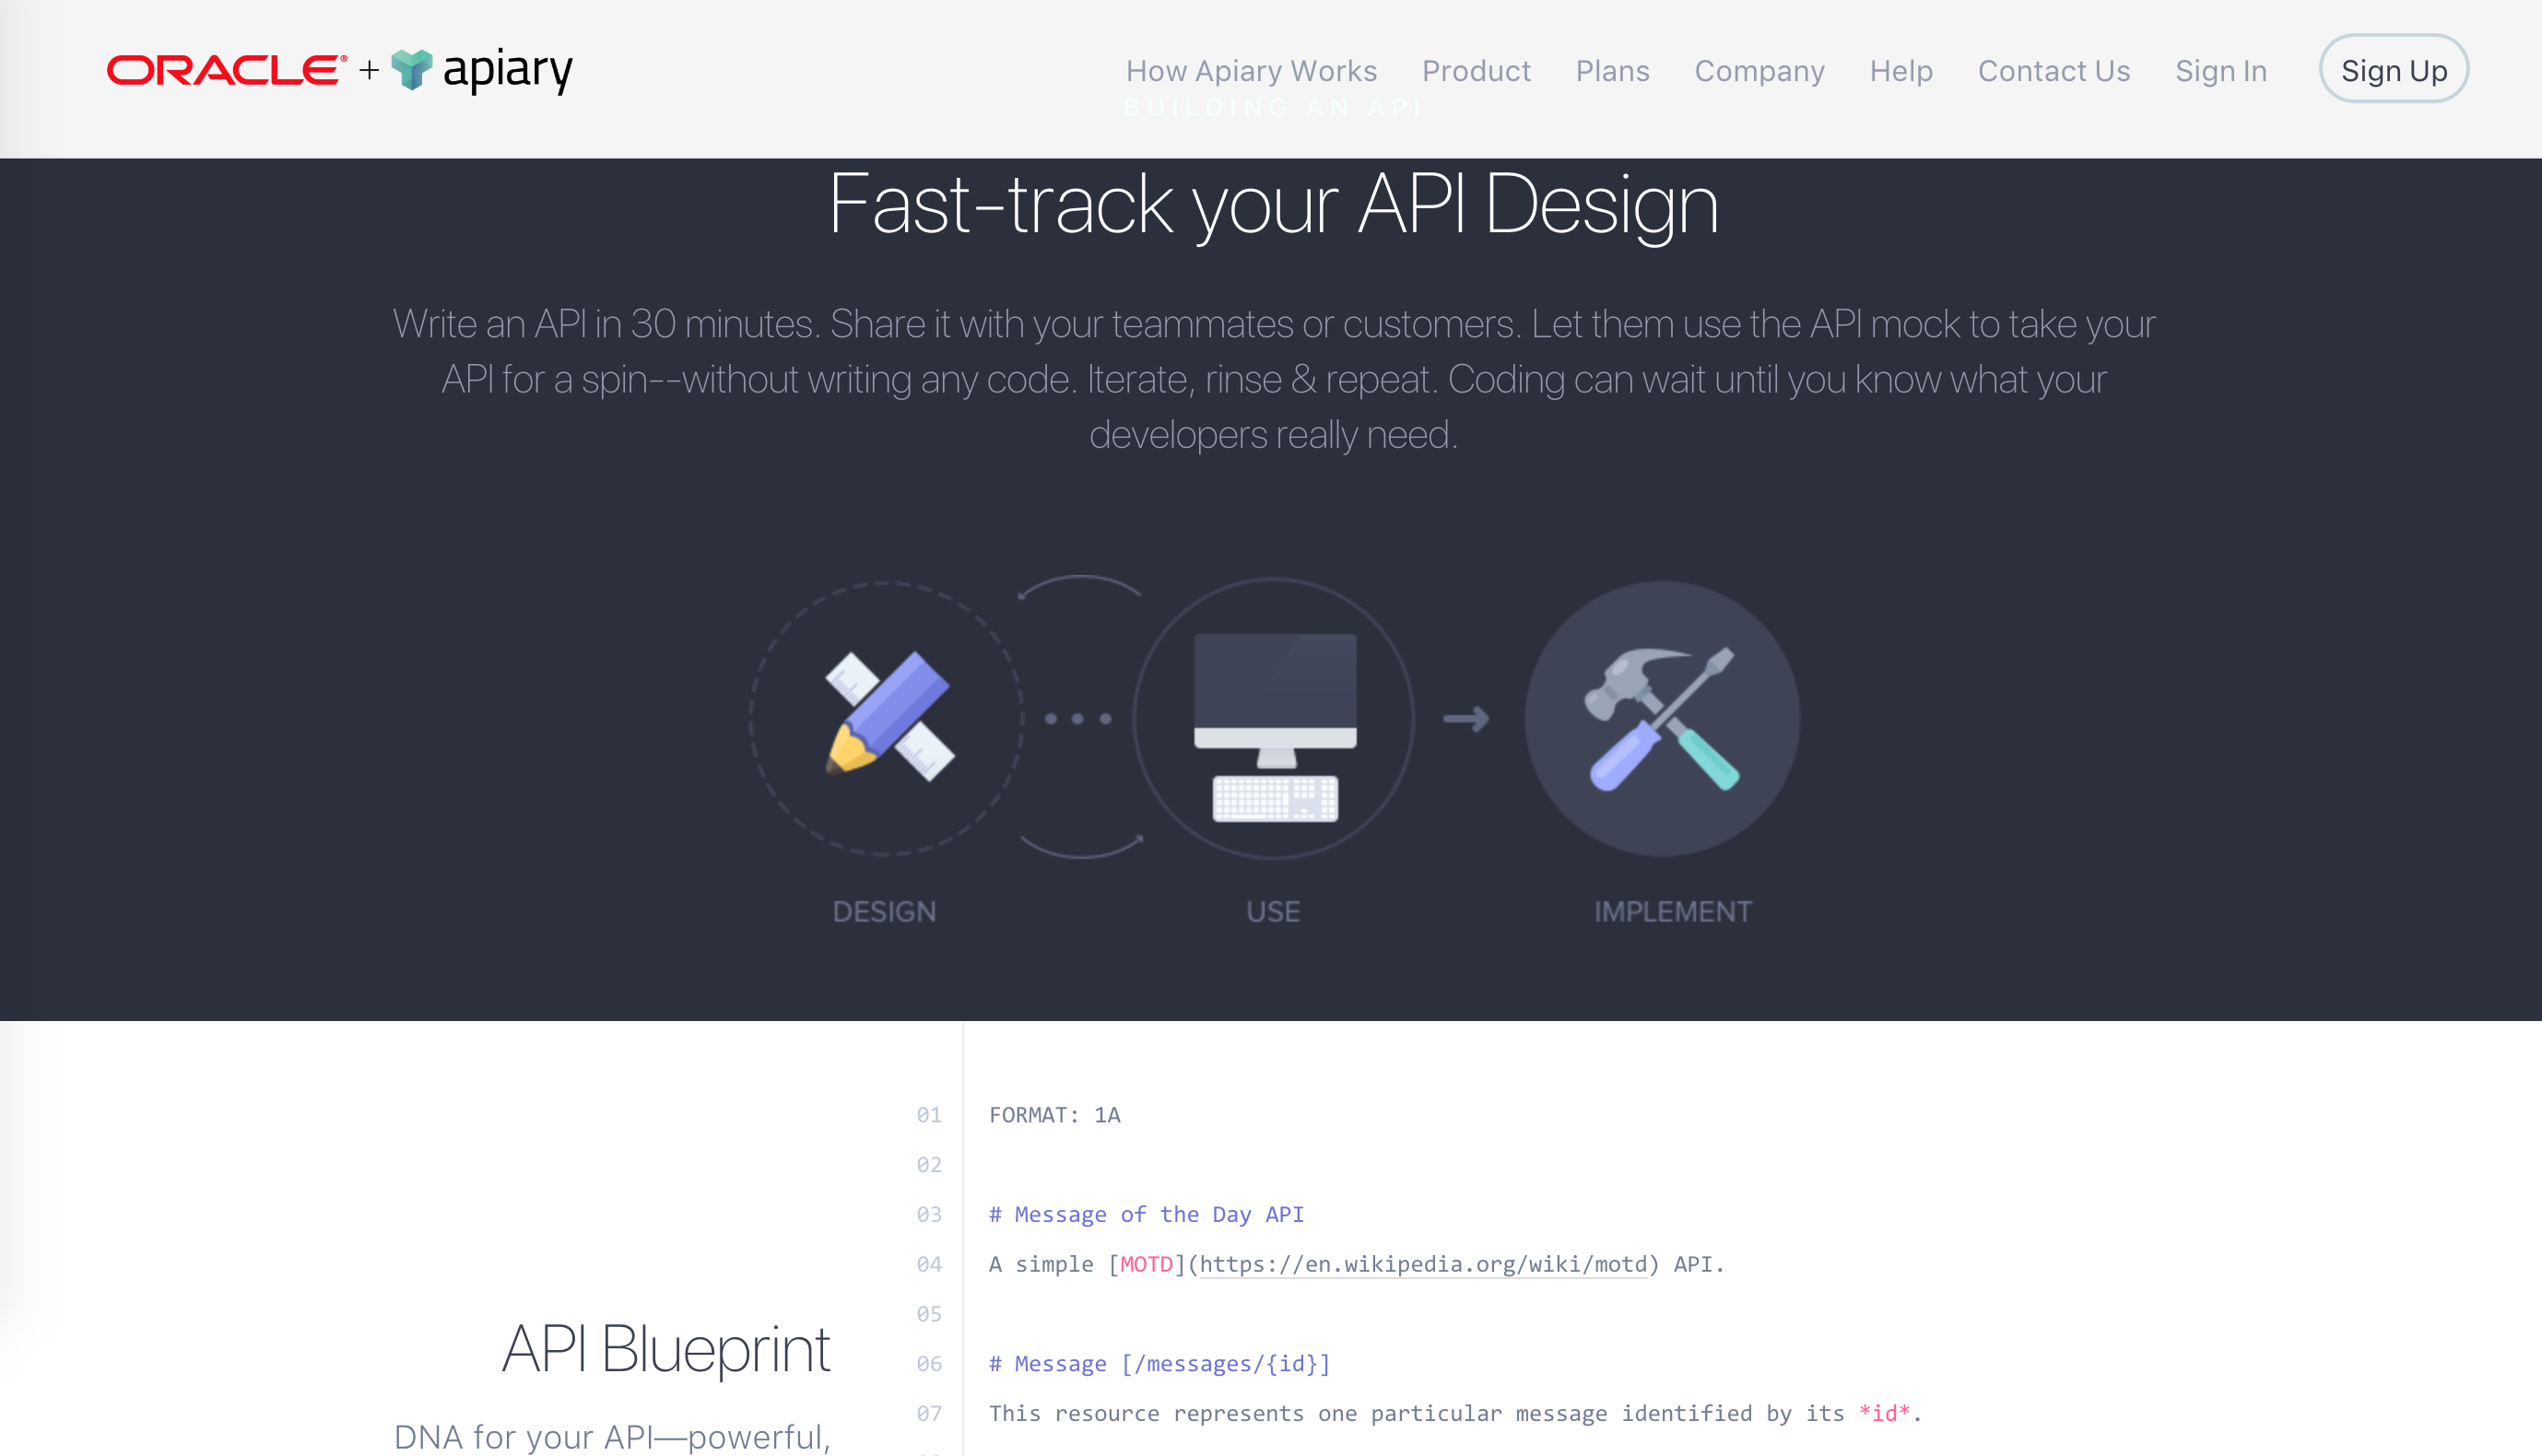 ORACLE® + apiary
How Apiary Works Product Plans Company Help Contact Us Sign In Sign Up
BUILDING AN API
Fast-track your API Design
Write an API in 30 minutes. Share it with your teammates or customers. Let them use the API mock to take your
API for a spin--without writing any code. Iterate, rinse & repeat. Coding can wait until you know what your
developers really need.
DESIGN
USE
IMPLEMENT
API Blueprint
DNA for your API—powerful,
01 FORMAT: 1A
02
03 # Message of the Day API
04 A simple [MOTD](https://en.wikipedia.org/wiki/motd) API.
05
06 # Message [/messages/{id}]
07 This resource represents one particular message identified by its *id*.